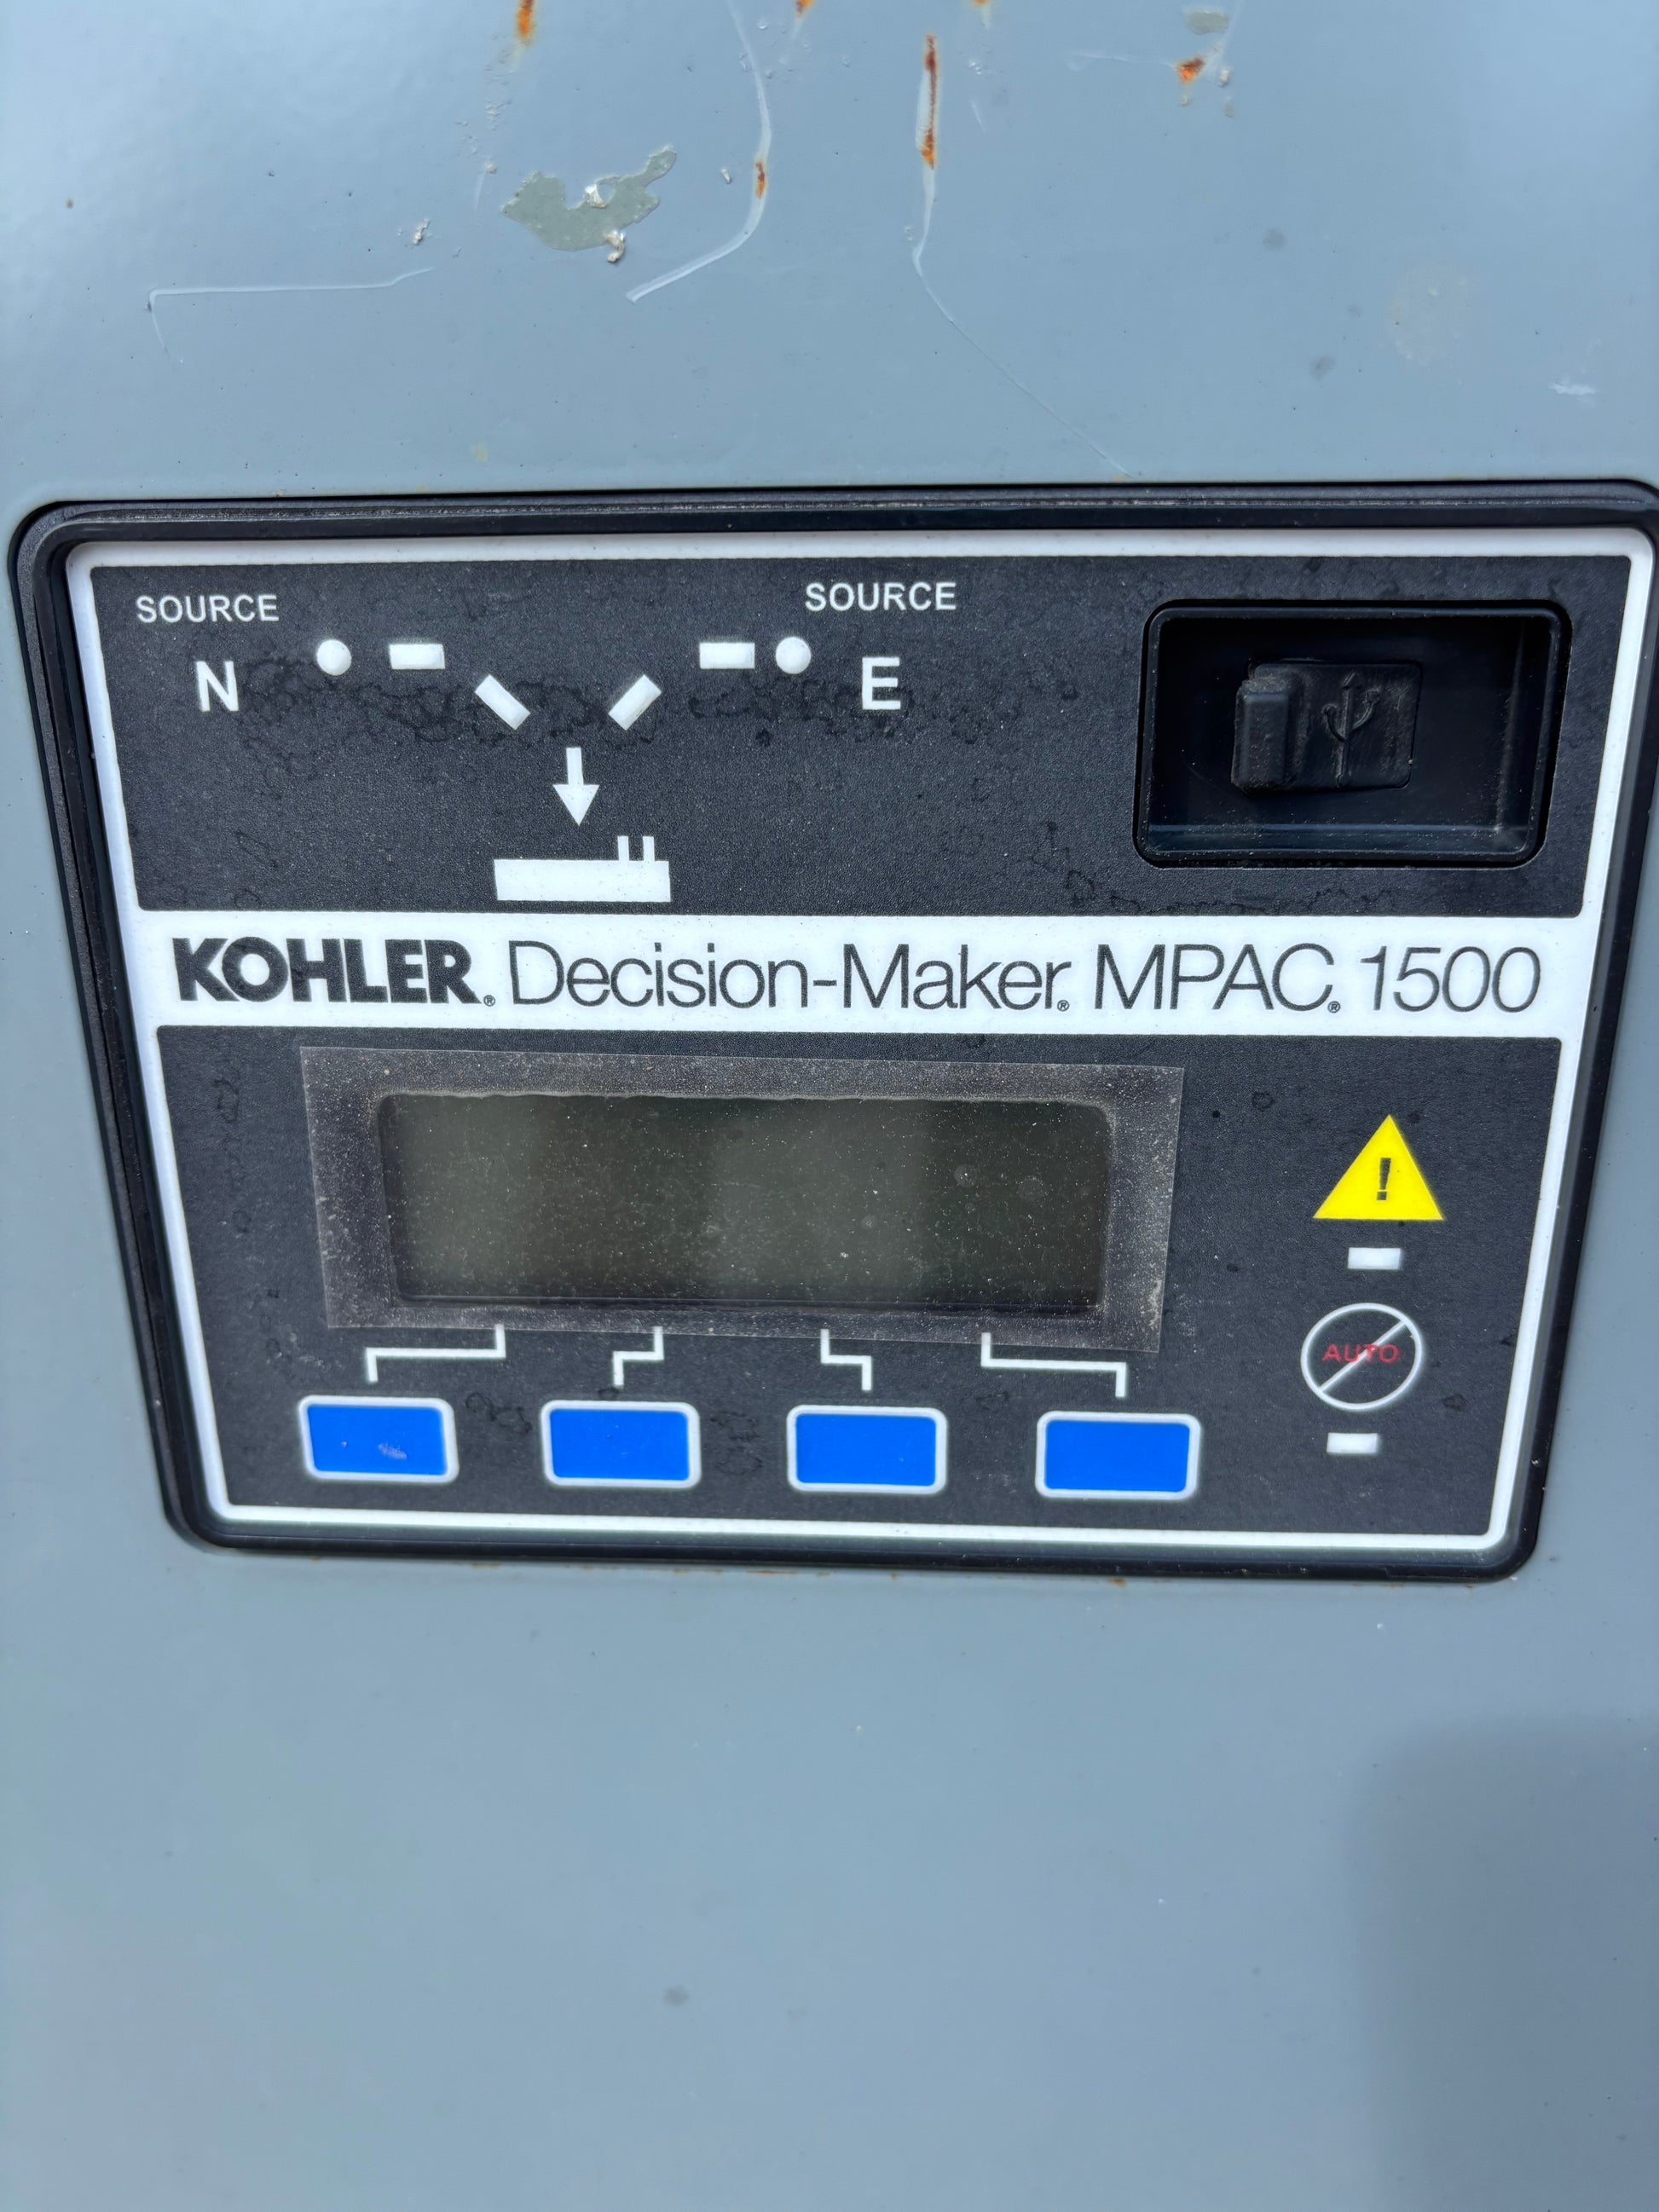 SOURCE
SOURCE
N
E
KOHLER® Decision-Maker® MPAC® 1500
!
AUTO